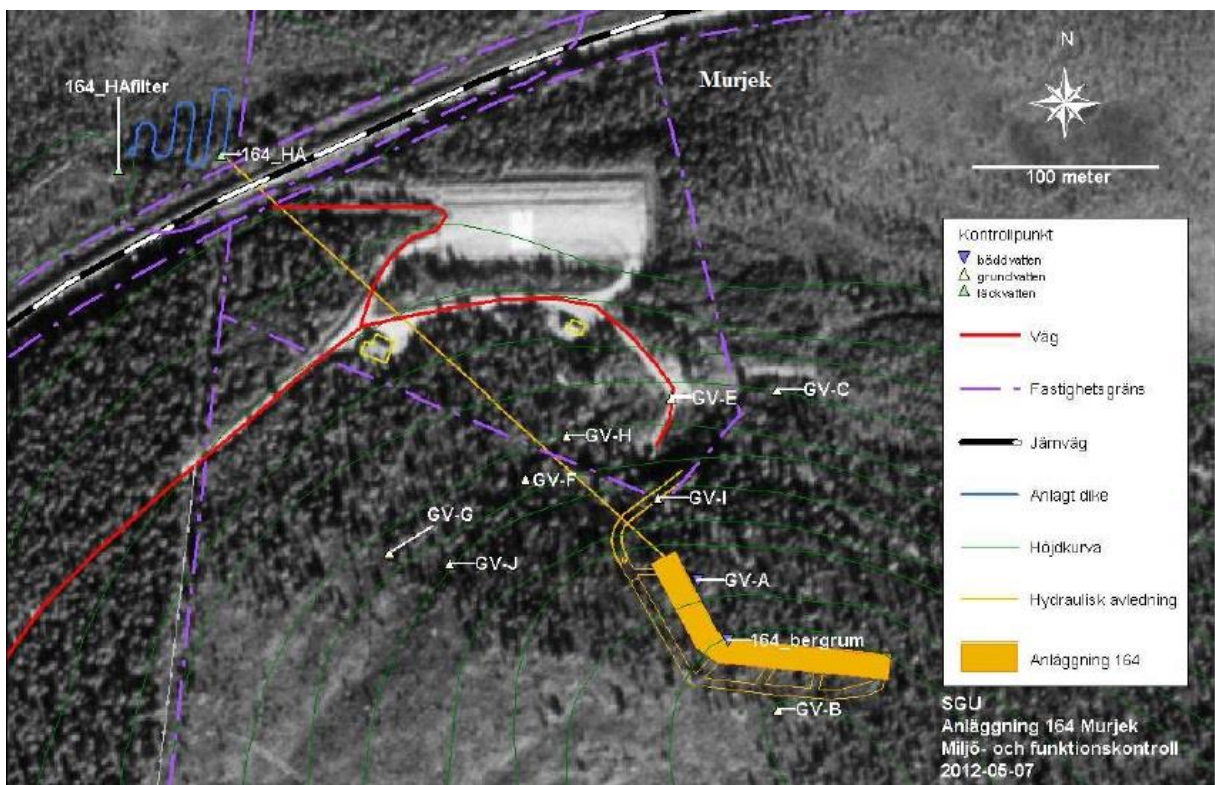 Murjek
N
164_HAfilter
164_HA
100 meter
Kontrollpunkt
bäddvatten
grundvatten
läckvatten
Väg
Fastighetsgräns
Järnväg
Anlagt dike
Höjdkurva
Hydraulisk avledning
Anläggning 164
GV-C
GV-E
GV-H
GV-F
GV-I
GV-G
GV-J
GV-A
164_bergrum
GV-B
SGU
Anläggning 164 Murjek
Miljö- och funktionskontroll
2012-05-07